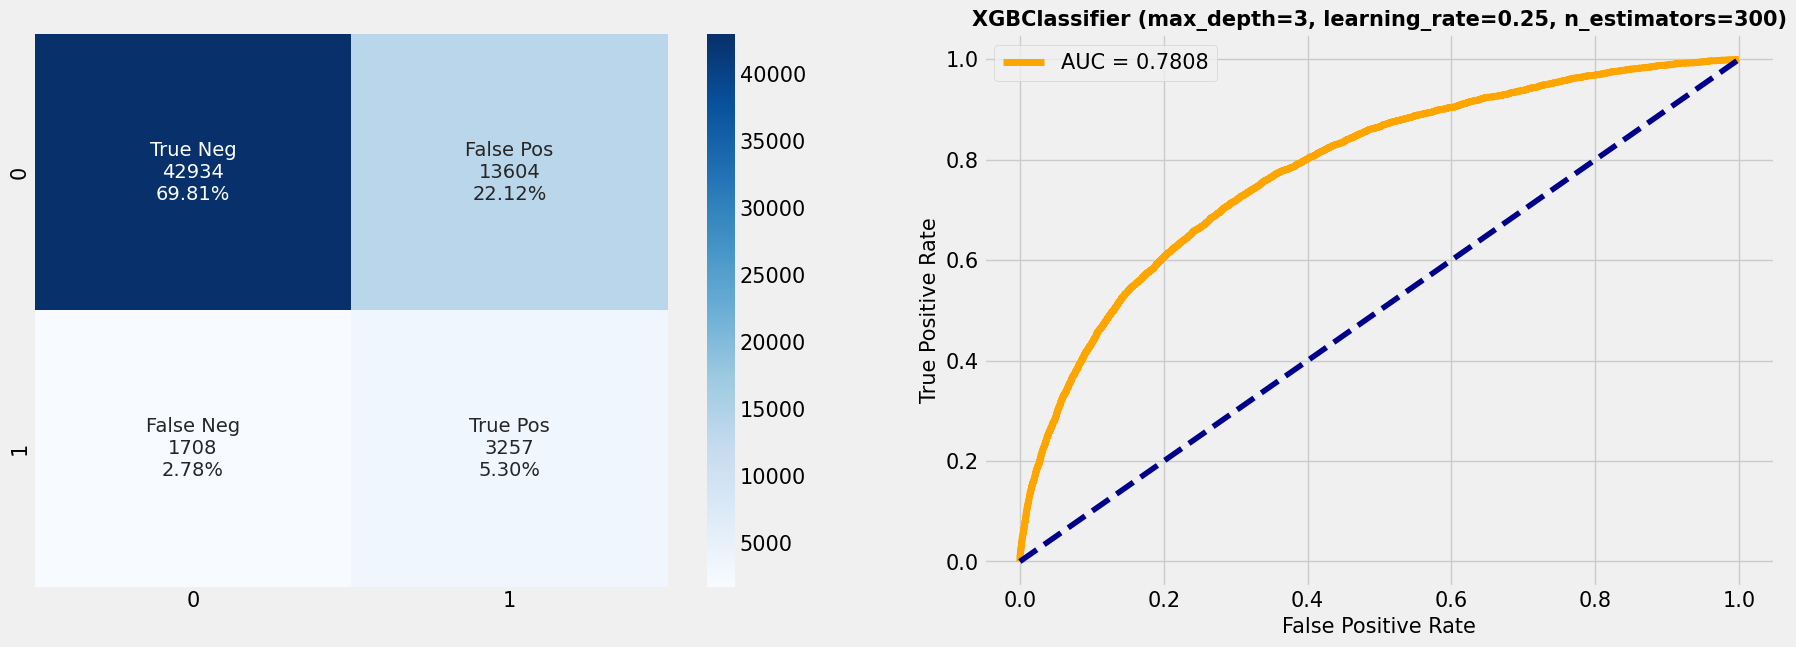 True Neg
42934
69.81%
False Pos
13604
22.12%
False Neg
1708
2.78%
True Pos
3257
5.30%
0
1
0
1
40000
35000
30000
25000
20000
15000
10000
5000
XGBClassifier (max_depth=3, learning_rate=0.25, n_estimators=300)
AUC = 0.7808
True Positive Rate
1.0
0.8
0.6
0.4
0.2
0.0
0.0 0.2 0.4 0.6 0.8 1.0
False Positive Rate